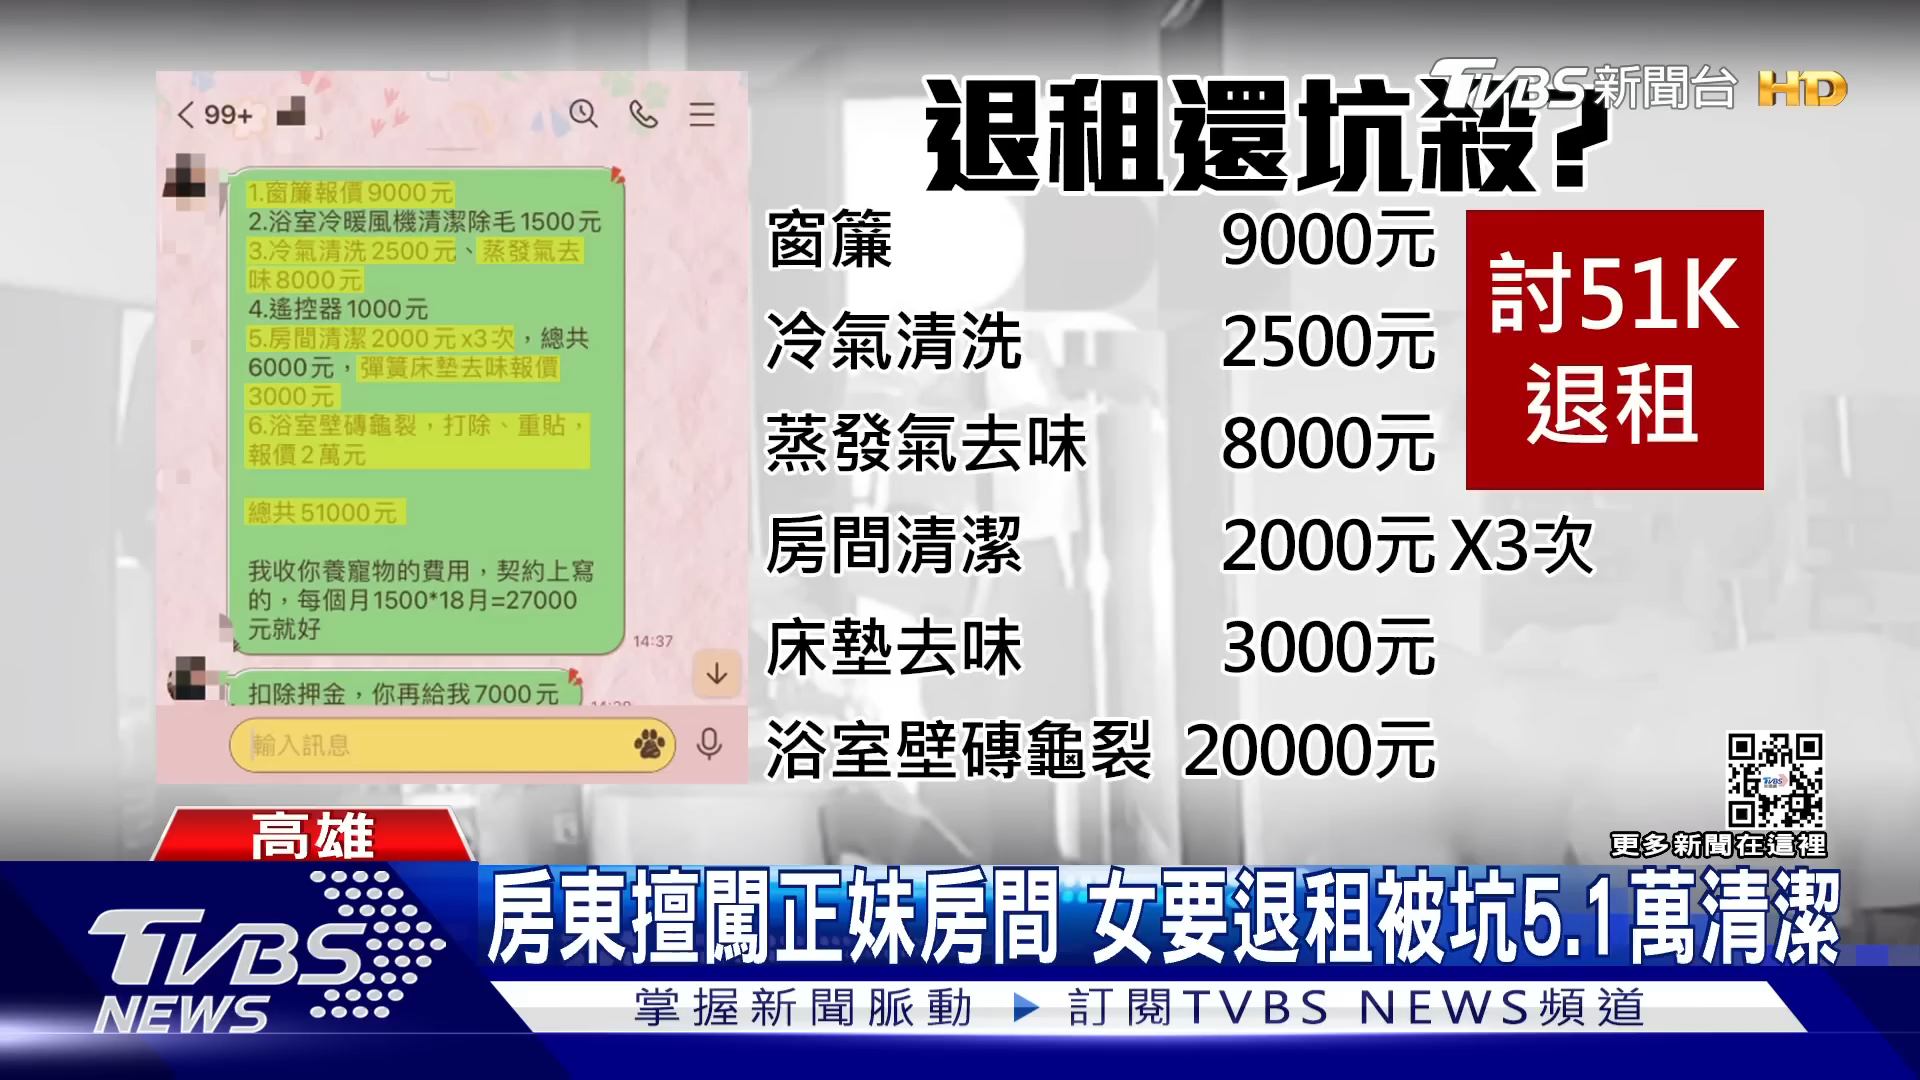 TVBS新聞台 HD
退租還坑殺?
99+
1.窗簾報價9000元
2.浴室冷暖風機清潔除毛1500元
3.冷氣清洗2500元、蒸發氣去
味8000元
4.遙控器1000元
5.房間清潔2000元x3次，總共
6000元，彈簧床墊去味報價
3000元
6.浴室壁磚龜裂，打除、重貼，
報價2萬元
總共51000元
我收你養寵物的費用，契約上寫
的，每個月1500*18月=27000
元就好
14:37
扣除押金，你再給我7000元
輸入訊息
窗簾 9000元
冷氣清洗 2500元
蒸發氣去味 8000元
房間清潔 2000元X3次
床墊去味 3000元
浴室壁磚龜裂 20000元
討51K
退租
TVBS
更多新聞在這裡
高雄
房東擅闖正妹房間 女要退租被坑5.1萬清潔
TVBS
NEWS
掌握新聞脈動 訂閱TVBS NEWS頻道